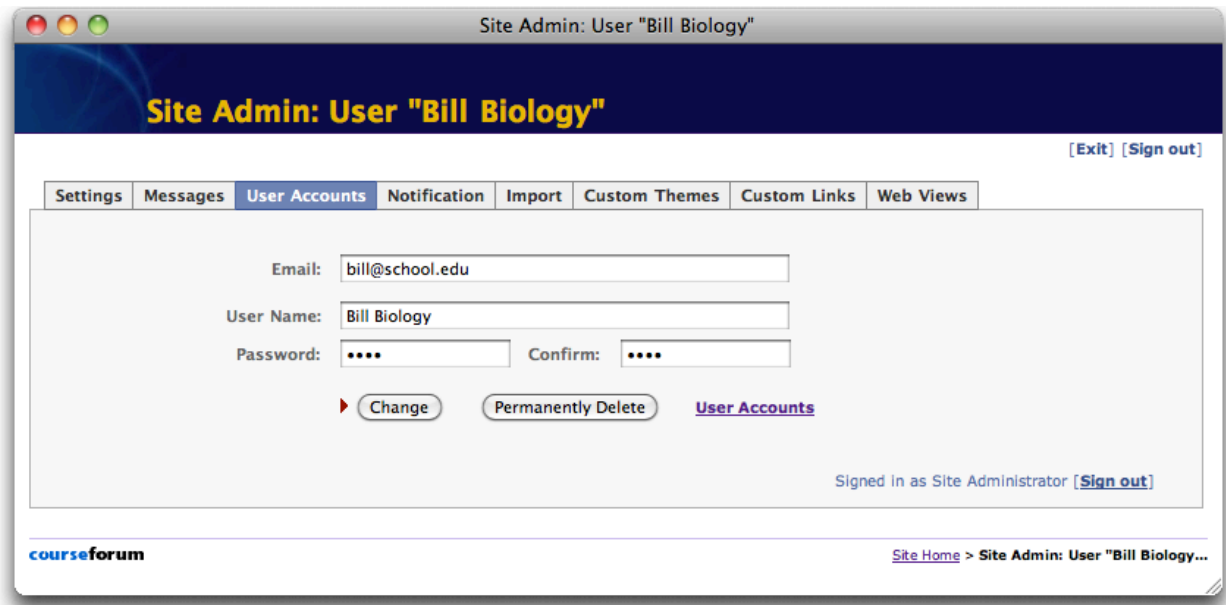 Site Admin: User "Bill Biology"
Site Admin: User "Bill Biology"
[Exit] [Sign out]
Settings Messages User Accounts Notification Import Custom Themes Custom Links Web Views
Email: bill@school.edu
User Name: Bill Biology
Password: •••• Confirm: ••••
Change Permanently Delete User Accounts
Signed in as Site Administrator [Sign out]
courseforum Site Home > Site Admin: User "Bill Biology...